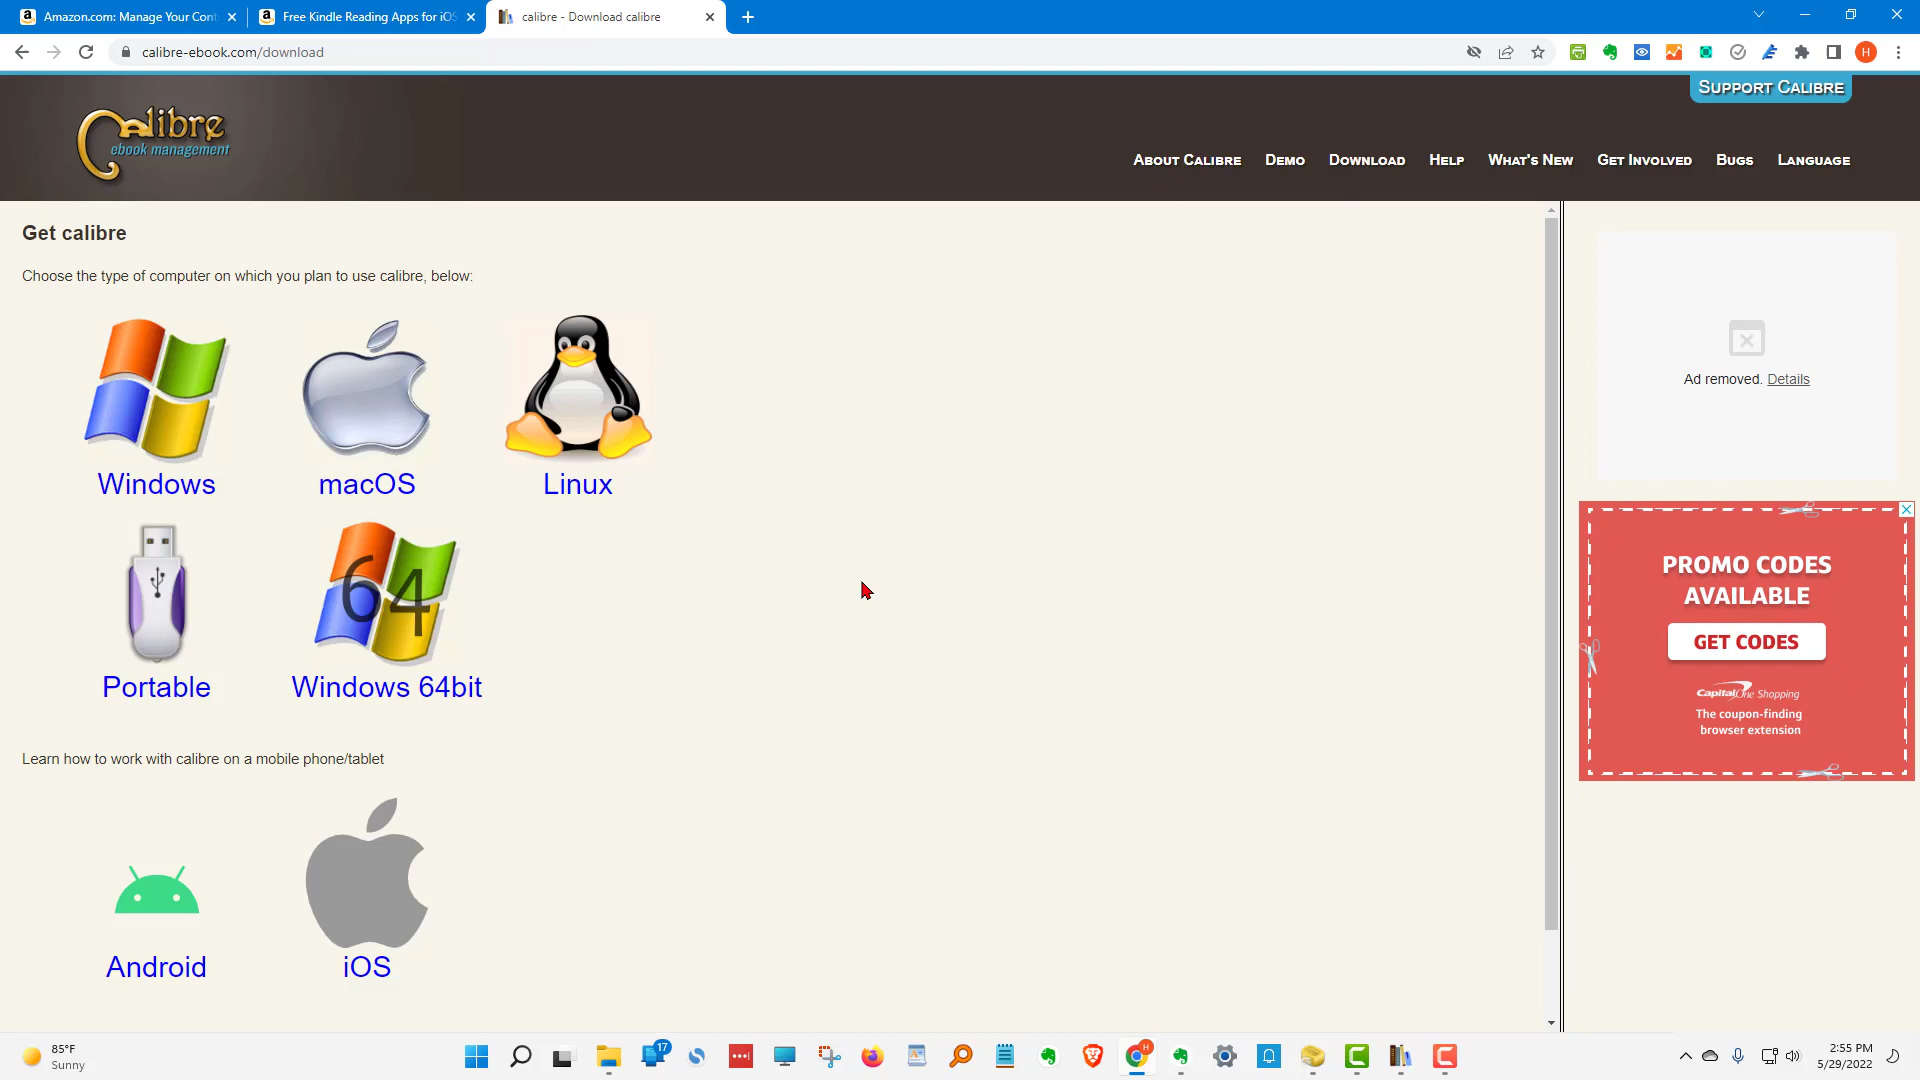 Amazon.com: Manage Your Cont
Free Kindle Reading Apps for iOS
calibre - Download calibre
calibre-ebook.com/download
H
Support Calibre
Calibre
ebook management
About Calibre Demo Download Help What's New Get Involved Bugs Language
Get calibre
Choose the type of computer on which you plan to use calibre, below:
Windows macOS Linux
64
Portable Windows 64bit
Learn how to work with calibre on a mobile phone/tablet
Android iOS
Ad removed. Details
PROMO CODES
AVAILABLE
GET CODES
Capital One Shopping
The coupon-finding
browser extension
85°F
Sunny
17
H
2:55 PM
5/29/2022